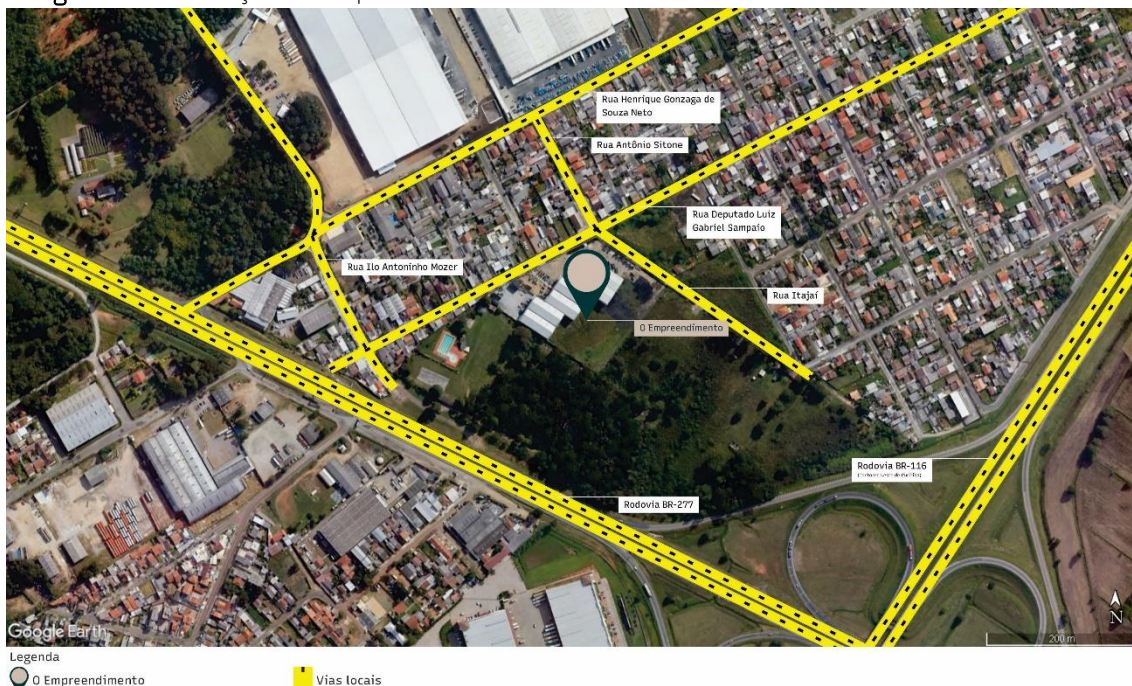 Rua Henrique Gonzaga de
Souza Neto
Rua Antônio Sitone
Rua Deputado Luiz
Gabriel Sampaio
Rua Ilo Antoninho Mozer
Rua Itajaí
O Empreendimento
Rodovia BR-116
Rodovia BR-277
N
Google Earth
200 m
Legenda
O Empreendimento
Vias locais